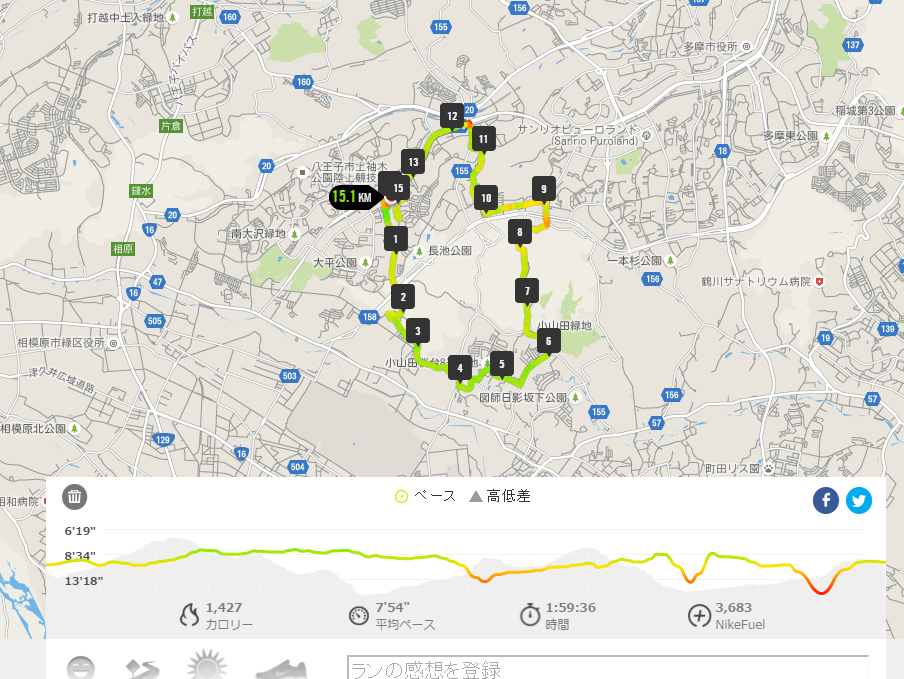 打越中土入緑地
打越
160
156
155
137
多摩市役所
八王子バイパス
160
稲城第3公園
片倉
12
20
サンリオピューロランド
(Sanrio Puroland)
多摩東公園
11
18
20
八王子市上柚木
公園陸上競技
13
155
鑓水
15.1KM
15
10
9
20
16
南大沢緑地
1
8
相原
長池公園
大平公園
一本杉公園
156
鶴川サナトリウム病院
47
16
2
7
505
158
3
小山田緑地
139
相模原市緑区役所
6
19
4
5
503
津久井広域道路
図師日影坂下公園
156
57
155
57
相模原北公園
129
16
504
町田リス園
相和病院
ペース
高低差
6'19"
8'34"
13'18"
1,427
カロリー
7'54"
平均ペース
1:59:36
時間
3,683
NikeFuel
ランの感想を登録